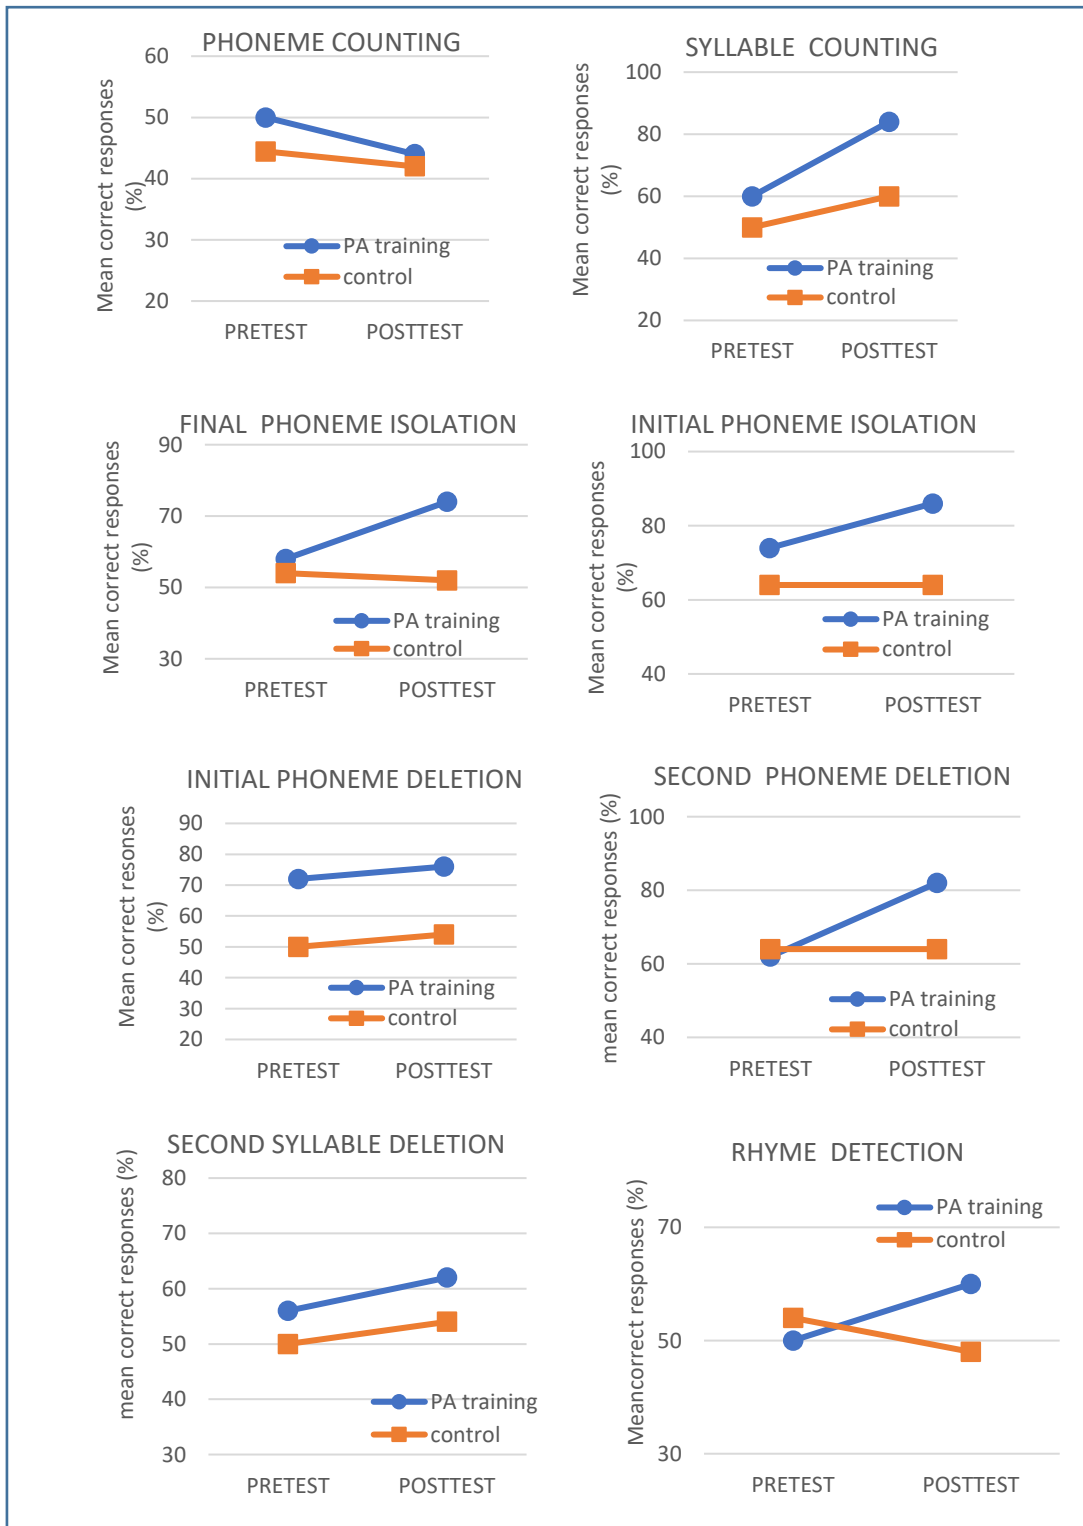 PHONEME COUNTING
60
50
40
30
20
Mean correct responses
(%)
PA training
control
PRETEST POSTTEST
SYLLABLE COUNTING
100
80
60
40
20
Mean correct responses
(%)
PA training
control
PRETEST POSTTEST
FINAL PHONEME ISOLATION
90
70
50
30
Mean correct responses
(%)
PA training
control
PRETEST POSTTEST
INITIAL PHONEME ISOLATION
100
80
60
40
Mean correct responses
(%)
PA training
control
PRETEST POSTTEST
INITIAL PHONEME DELETION
90
80
70
60
50
40
30
20
Mean correct resonses
(%)
PA training
control
PRETEST POSTTEST
SECOND PHONEME DELETION
100
80
60
40
mean correct responses (%)
PA training
control
PRETEST POSTTEST
SECOND SYLLABLE DELETION
80
70
60
50
40
30
mean correct responses (%)
PA training
control
PRETEST POSTTEST
RHYME DETECTION
70
50
30
Meancorrect responses (%)
PA training
control
PRETEST POSTTEST